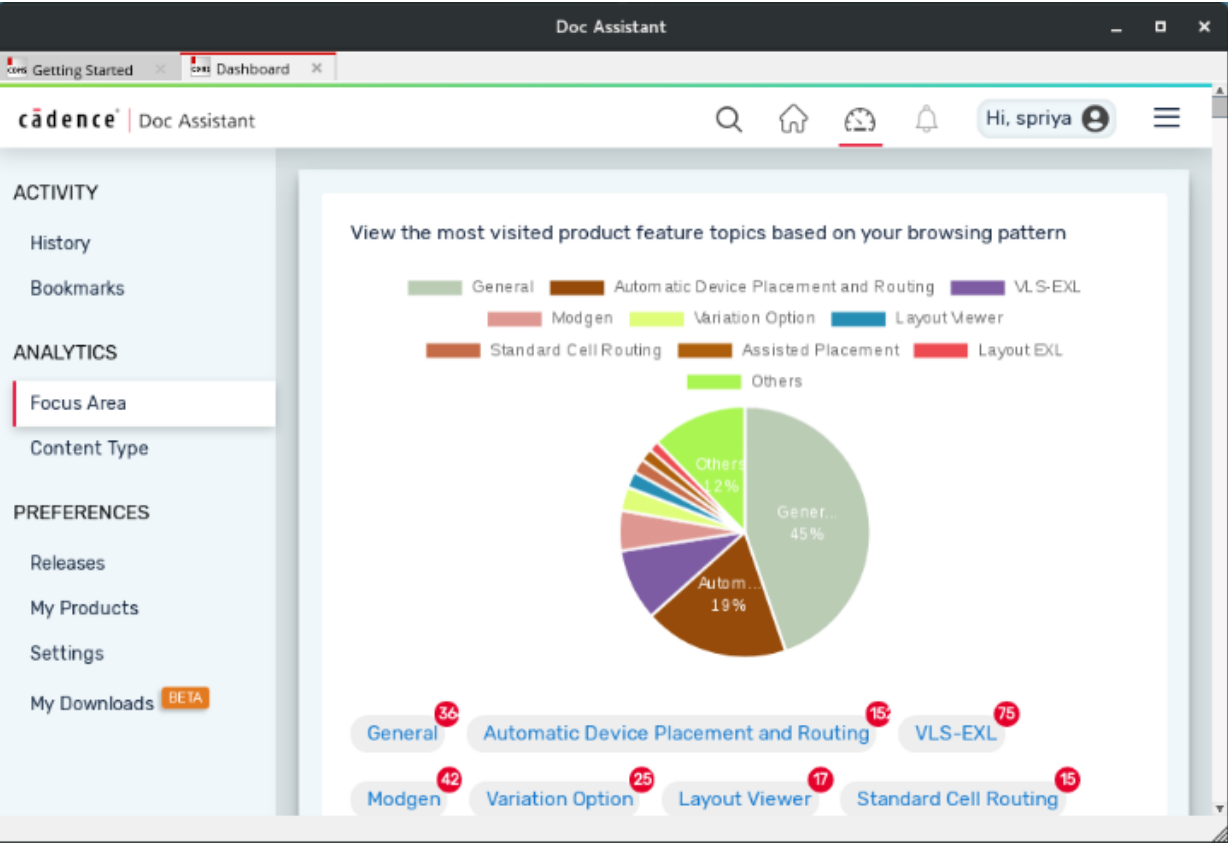 Doc Assistant
Getting Started
Dashboard
cādence | Doc Assistant
Hi, spriya
ACTIVITY
History
Bookmarks
ANALYTICS
Focus Area
Content Type
PREFERENCES
Releases
My Products
Settings
My Downloads BETA
View the most visited product feature topics based on your browsing pattern
General Automatic Device Placement and Routing VLS-EXL
Modgen Variation Option Layout Viewer
Standard Cell Routing Assisted Placement Layout EXL
Others
Others
12%
Gener...
45%
Autom...
19%
General Automatic Device Placement and Routing 152 VLS-EXL 75
Modgen 42 Variation Option 25 Layout Viewer 17 Standard Cell Routing 15